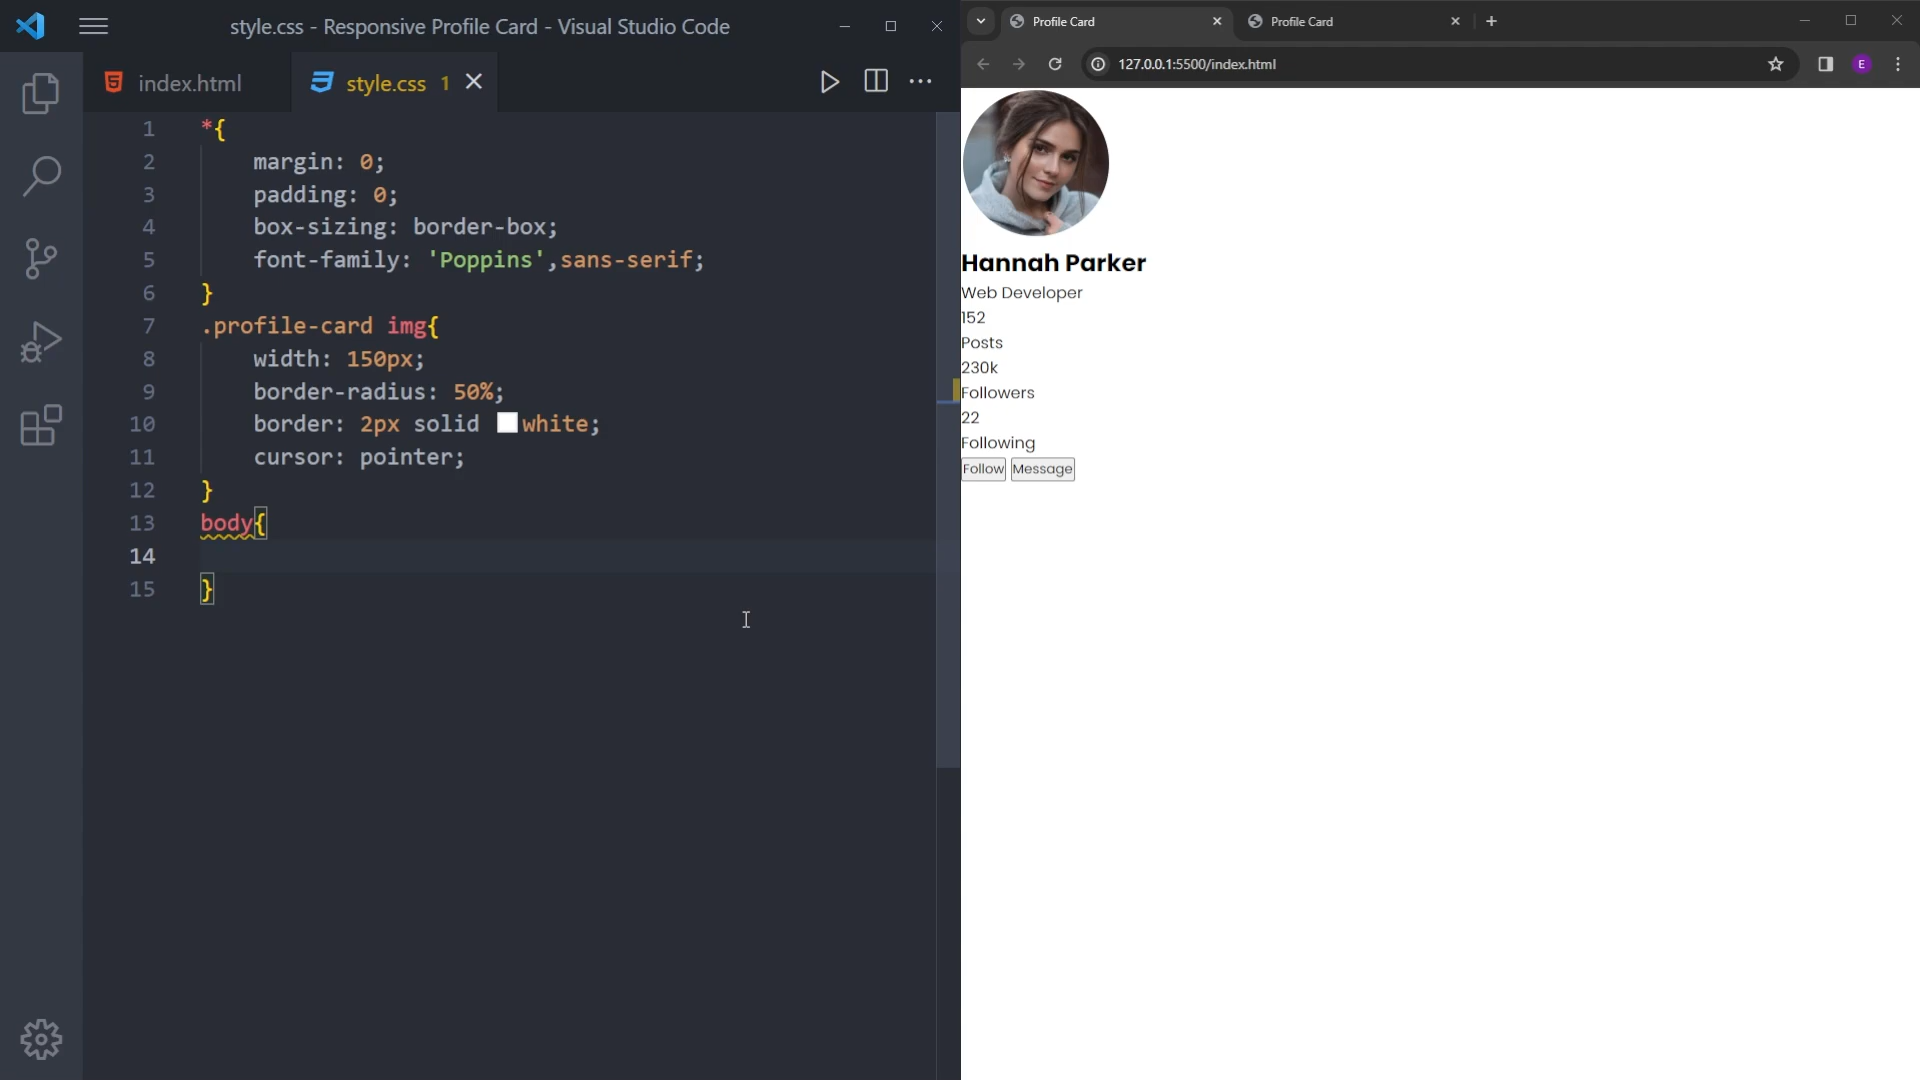 style.css - Responsive Profile Card - Visual Studio Code
index.html
style.css 1
1 *{
2 margin: 0;
3 padding: 0;
4 box-sizing: border-box;
5 font-family: 'Poppins',sans-serif;
6 }
7 .profile-card img{
8 width: 150px;
9 border-radius: 50%;
10 border: 2px solid white;
11 cursor: pointer;
12 }
13 body{
14
15 }
Profile Card
Profile Card
127.0.0.1:5500/index.html
E
Hannah Parker
Web Developer
152
Posts
230k
Followers
22
Following
Follow Message